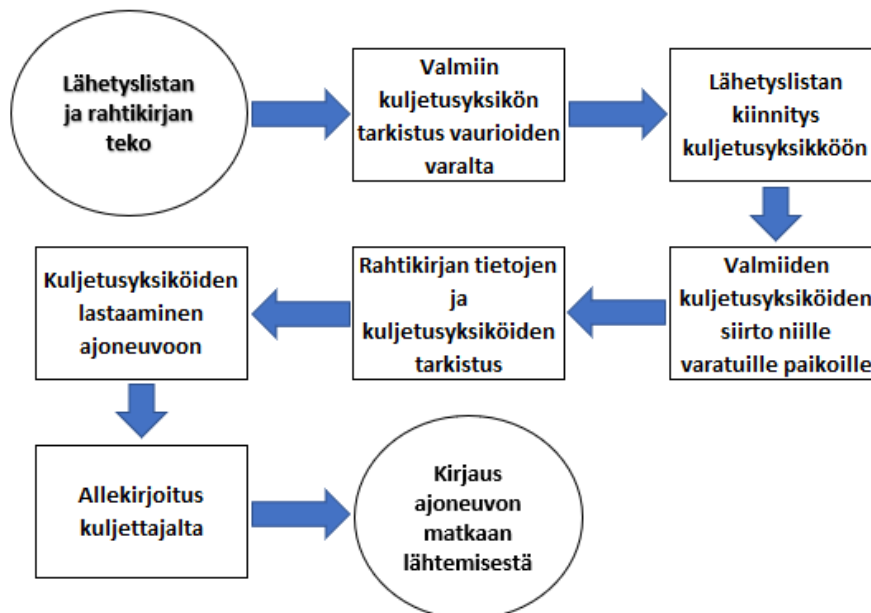 Lähetyslistan
ja rahtikirjan
teko
Valmiin
kuljetusyksikön
tarkistus vaurioiden
varalta
Lähetyslistan
kiinnitys
kuljetusyksikköön
Valmiiden
kuljetusyksiköiden
siirto niille
varatuille paikoille
Rahtikirjan tietojen
ja
kuljetusyksiköiden
tarkistus
Kuljetusyksiköiden
lastaaminen
ajoneuvoon
Allekirjoitus
kuljettajalta
Kirjaus
ajoneuvon
matkaan
lähtemisestä